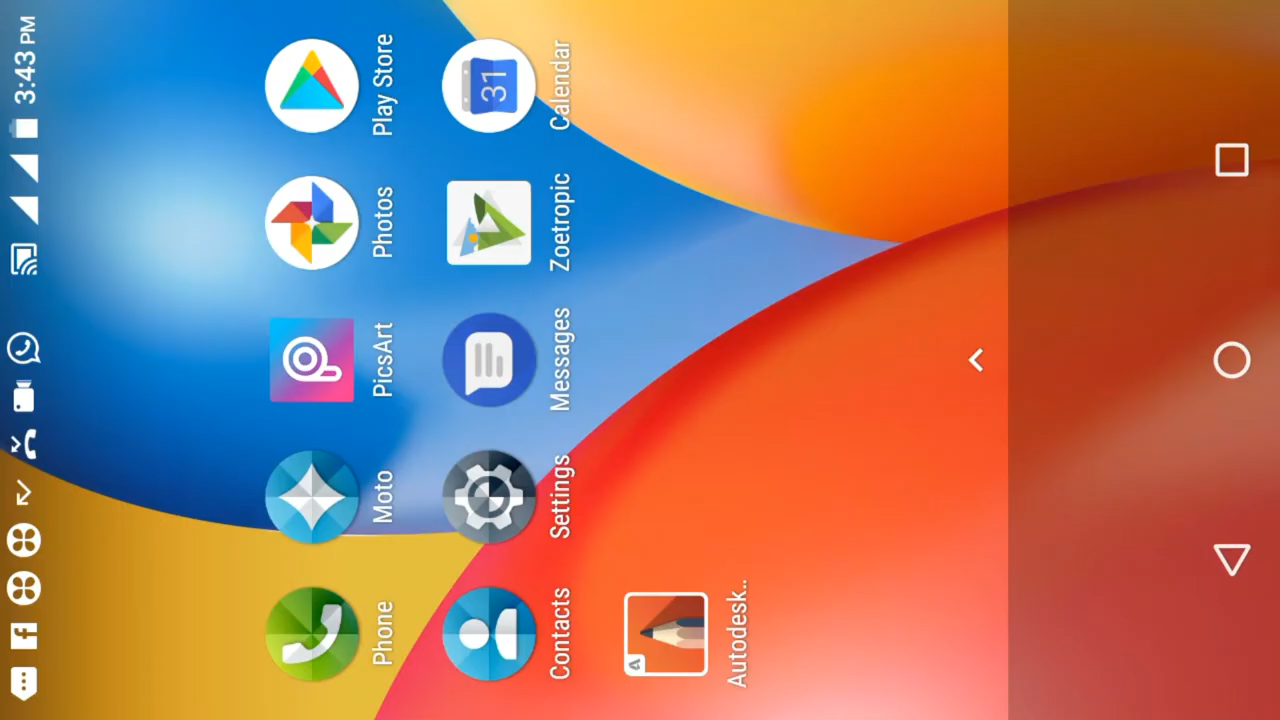 3:43 PM
Phone Moto PicsArt Photos Play Store
31
Contacts Settings Messages Zoetropic Calendar
A
Autodesk..